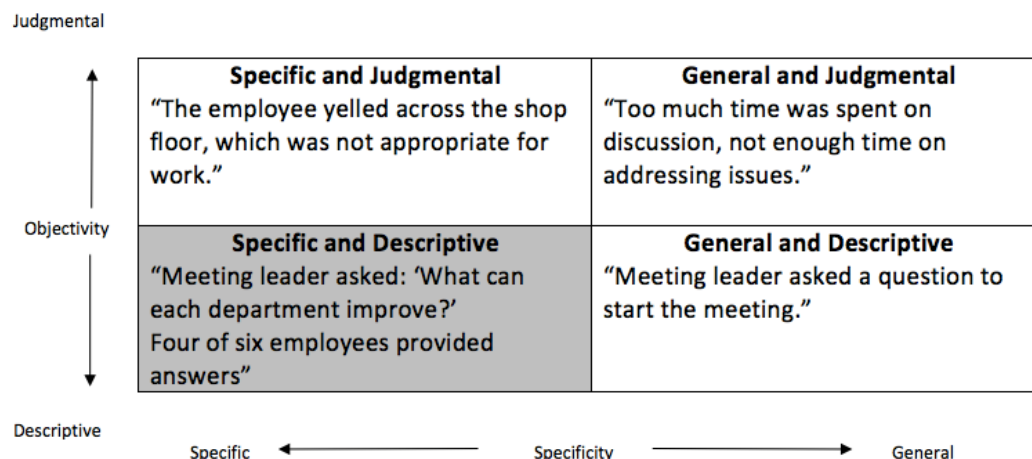 Judgmental
Specific and Judgmental
“The employee yelled across the shop
floor, which was not appropriate for
work.”
General and Judgmental
“Too much time was spent on
discussion, not enough time on
addressing issues.”
Objectivity
Specific and Descriptive
“Meeting leader asked: ‘What can
each department improve?’
Four of six employees provided
answers”
General and Descriptive
“Meeting leader asked a question to
start the meeting.”
Descriptive
Specific
Specificity
General